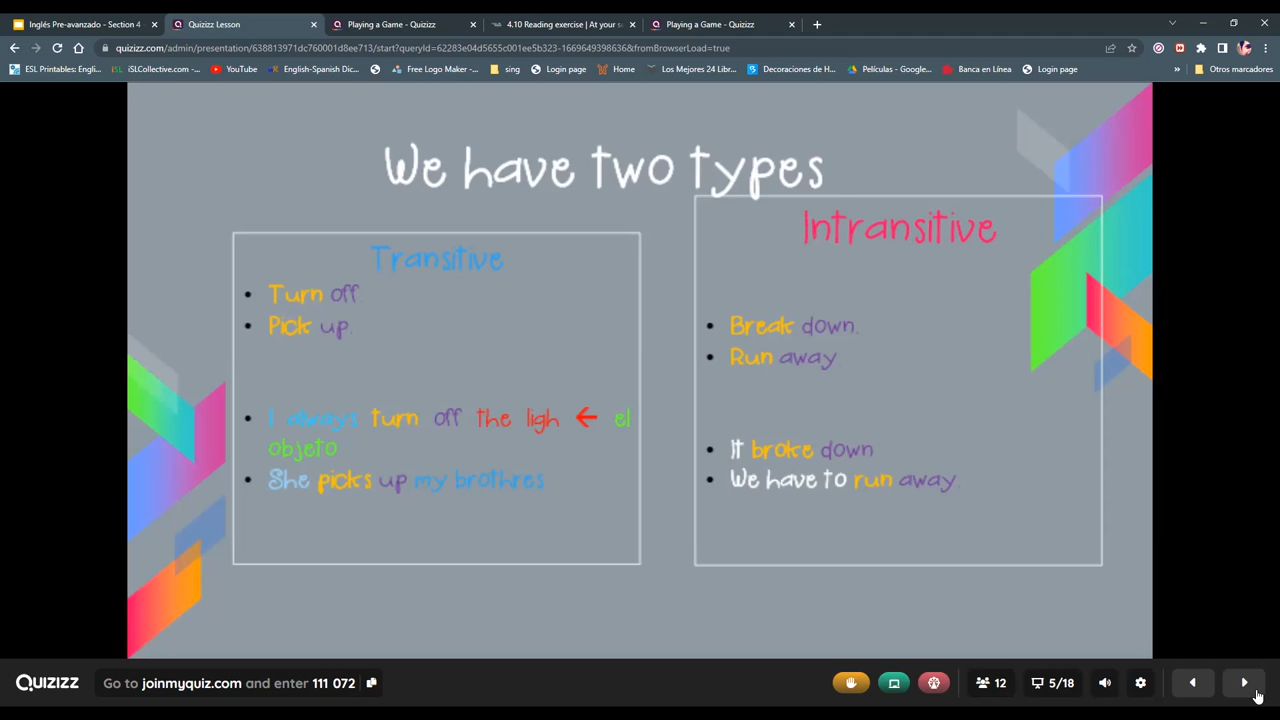 Inglés Pre-avanzado - Section 4
Quizizz Lesson
Playing a Game - Quizizz
4.10 Reading exercise | At your s
Playing a Game - Quizizz
quizizz.com/admin/presentation/638813971dc760001d8ee713/start?queryId=62283e04d5655c001ee5b323-1669649938636&fromBrowserLoad=true
ESL Printables: Engli...
iSLCollective.com -...
YouTube
English-Spanish Dic...
Free Logo Maker -...
sing
Login page
Home
Los Mejores 24 Libr...
Decoraciones de H...
Películas - Google...
Banca en Línea
Login page
»
Otros marcadores
We have two types
Transitive
• Turn off.
• Pick up.
• I always turn off the ligh ← el
objeto
• She picks up my brothres
Intransitive
• Break down.
• Run away
• It broke down
• We have to run away.
QUIZIZZ
Go to joinmyquiz.com and enter 111 072
12
5/18